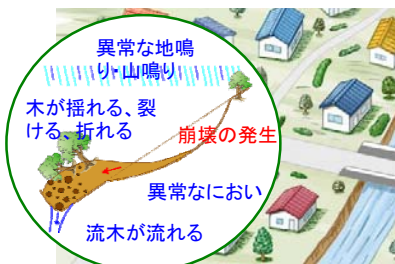 異常な地鳴
り・山鳴り
木が揺れる、裂
ける、折れる
崩壊の発生
異常なにおい
流木が流れる